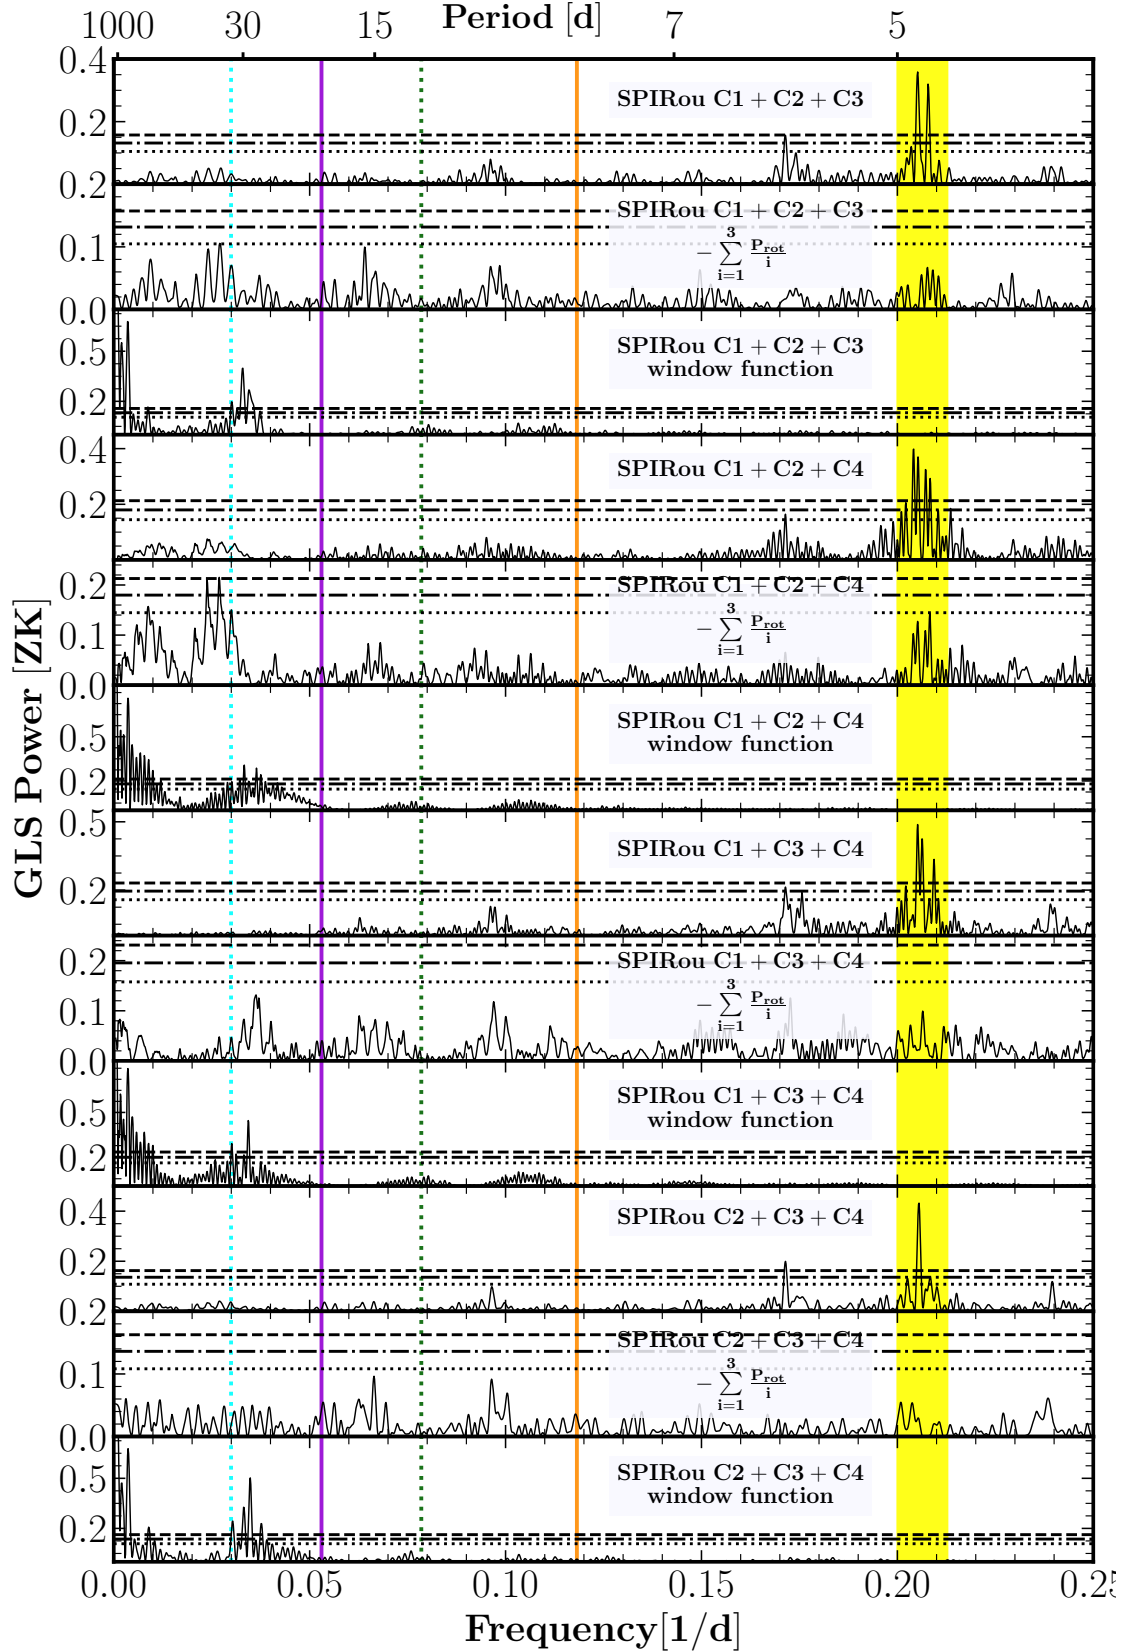 Period [d]
1000 30 15 7 5
GLS Power [ZK]
0.4
0.2
SPIRou C1 + C2 + C3
0.2
0.1
0.0
SPIRou C1 + C2 + C3
− ∑ i=1 3 P_rot / i
0.5
0.2
SPIRou C1 + C2 + C3
window function
0.4
0.2
SPIRou C1 + C2 + C4
0.2
0.1
0.0
SPIRou C1 + C2 + C4
− ∑ i=1 3 P_rot / i
0.5
0.2
SPIRou C1 + C2 + C4
window function
0.5
0.2
SPIRou C1 + C3 + C4
0.2
0.1
0.0
SPIRou C1 + C3 + C4
− ∑ i=1 3 P_rot / i
0.5
0.2
SPIRou C1 + C3 + C4
window function
0.4
0.2
SPIRou C2 + C3 + C4
0.2
0.1
0.0
SPIRou C2 + C3 + C4
− ∑ i=1 3 P_rot / i
0.5
0.2
SPIRou C2 + C3 + C4
window function
0.00 0.05 0.10 0.15 0.20
Frequency[1/d]